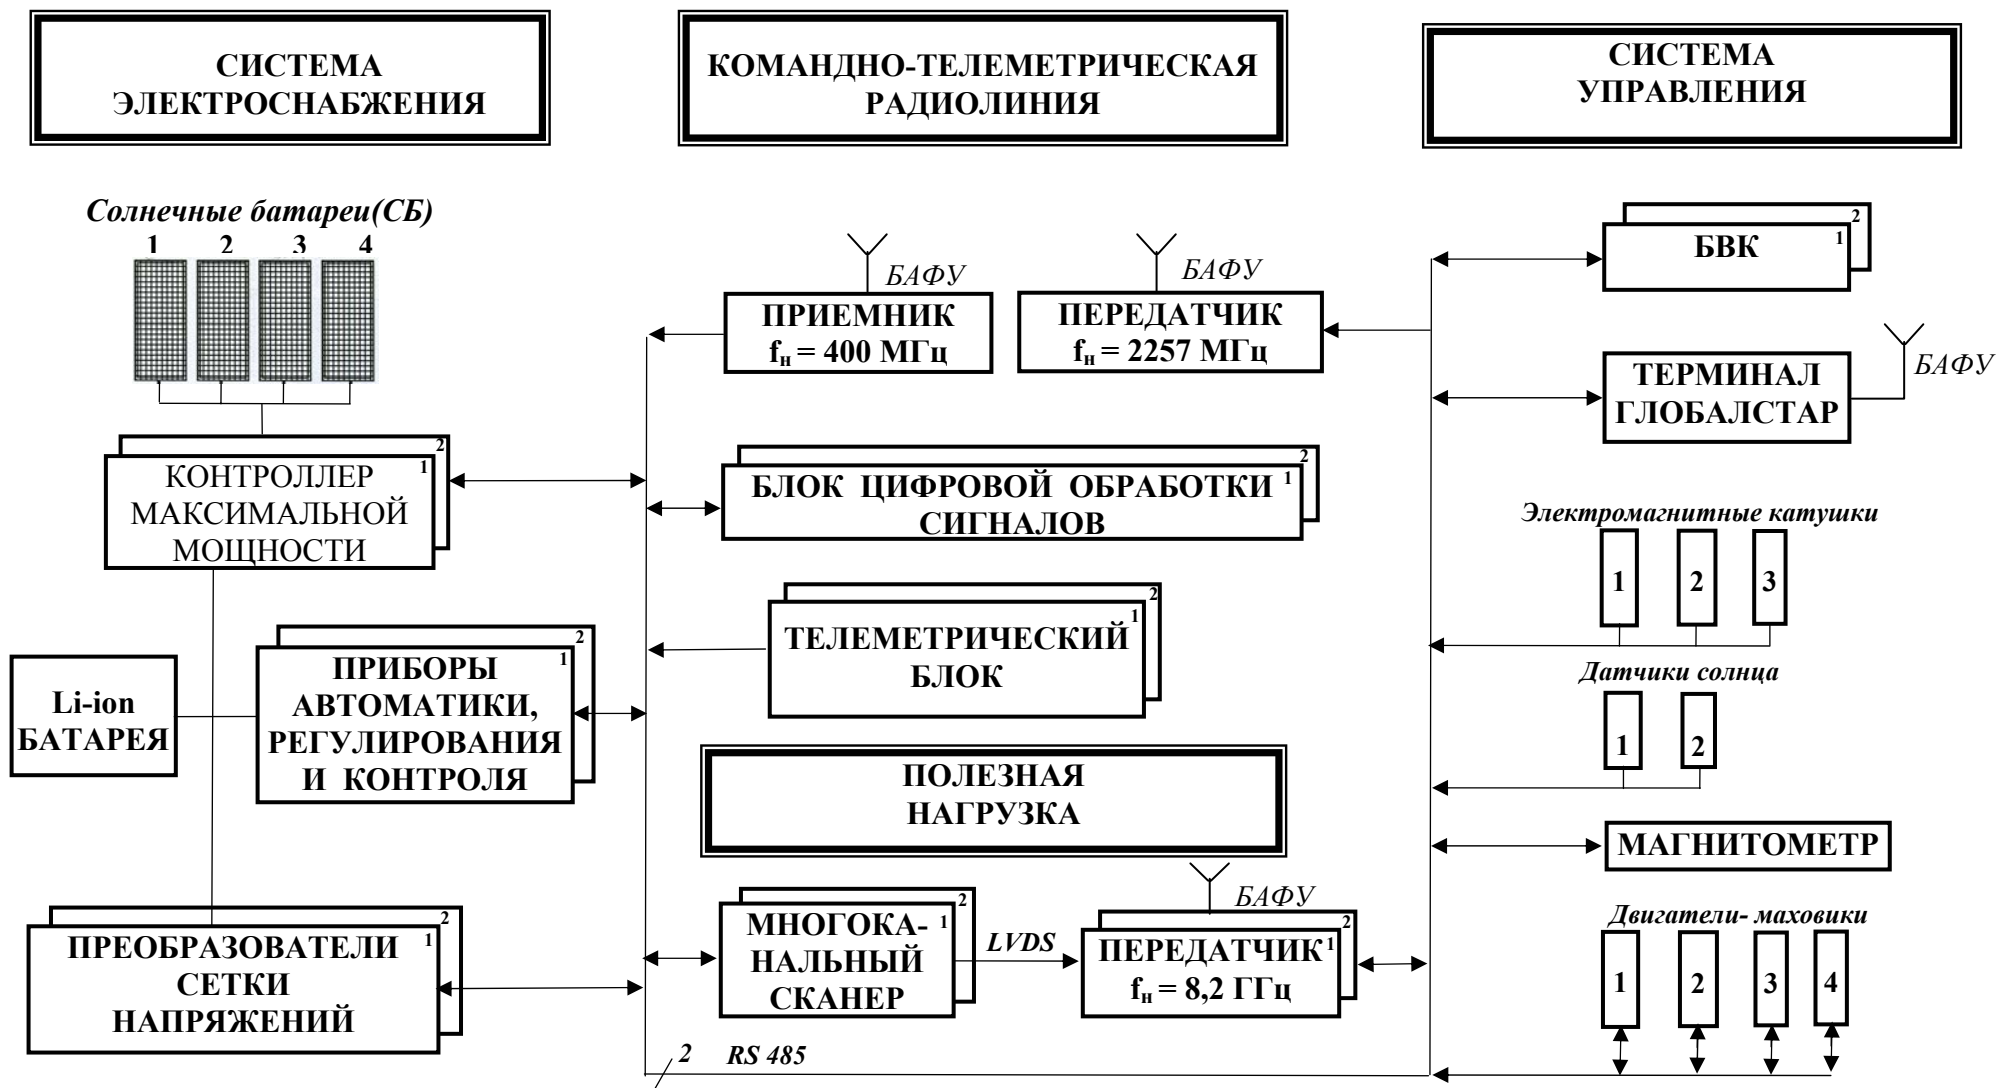 СИСТЕМА
ЭЛЕКТРОСНАБЖЕНИЯ
КОМАНДНО-ТЕЛЕМЕТРИЧЕСКАЯ
РАДИОЛИНИЯ
СИСТЕМА
УПРАВЛЕНИЯ
Солнечные батареи(СБ)
1 2 3 4
КОНТРОЛЛЕР
МАКСИМАЛЬНОЙ
МОЩНОСТИ
1
2
Li-ion
БАТАРЕЯ
ПРИБОРЫ
АВТОМАТИКИ,
РЕГУЛИРОВАНИЯ
И КОНТРОЛЯ
1
2
ПРЕОБРАЗОВАТЕЛИ
СЕТКИ
НАПРЯЖЕНИЙ
1
2
БАФУ
ПРИЕМНИК
fн = 400 МГц
БАФУ
ПЕРЕДАТЧИК
fн = 2257 МГц
БЛОК ЦИФРОВОЙ ОБРАБОТКИ
СИГНАЛОВ
1
2
ТЕЛЕМЕТРИЧЕСКИЙ
БЛОК
1
2
ПОЛЕЗНАЯ
НАГРУЗКА
МНОГОКА-
НАЛЬНЫЙ
СКАНЕР
1
2
LVDS
БАФУ
ПЕРЕДАТЧИК
fн = 8,2 ГГц
1
2
2 RS 485
БВК
1
2
ТЕРМИНАЛ
ГЛОБАЛСТАР
БАФУ
Электромагнитные катушки
1 2 3
Датчики солнца
1 2
МАГНИТОМЕТР
Двигатели- маховики
1 2 3 4